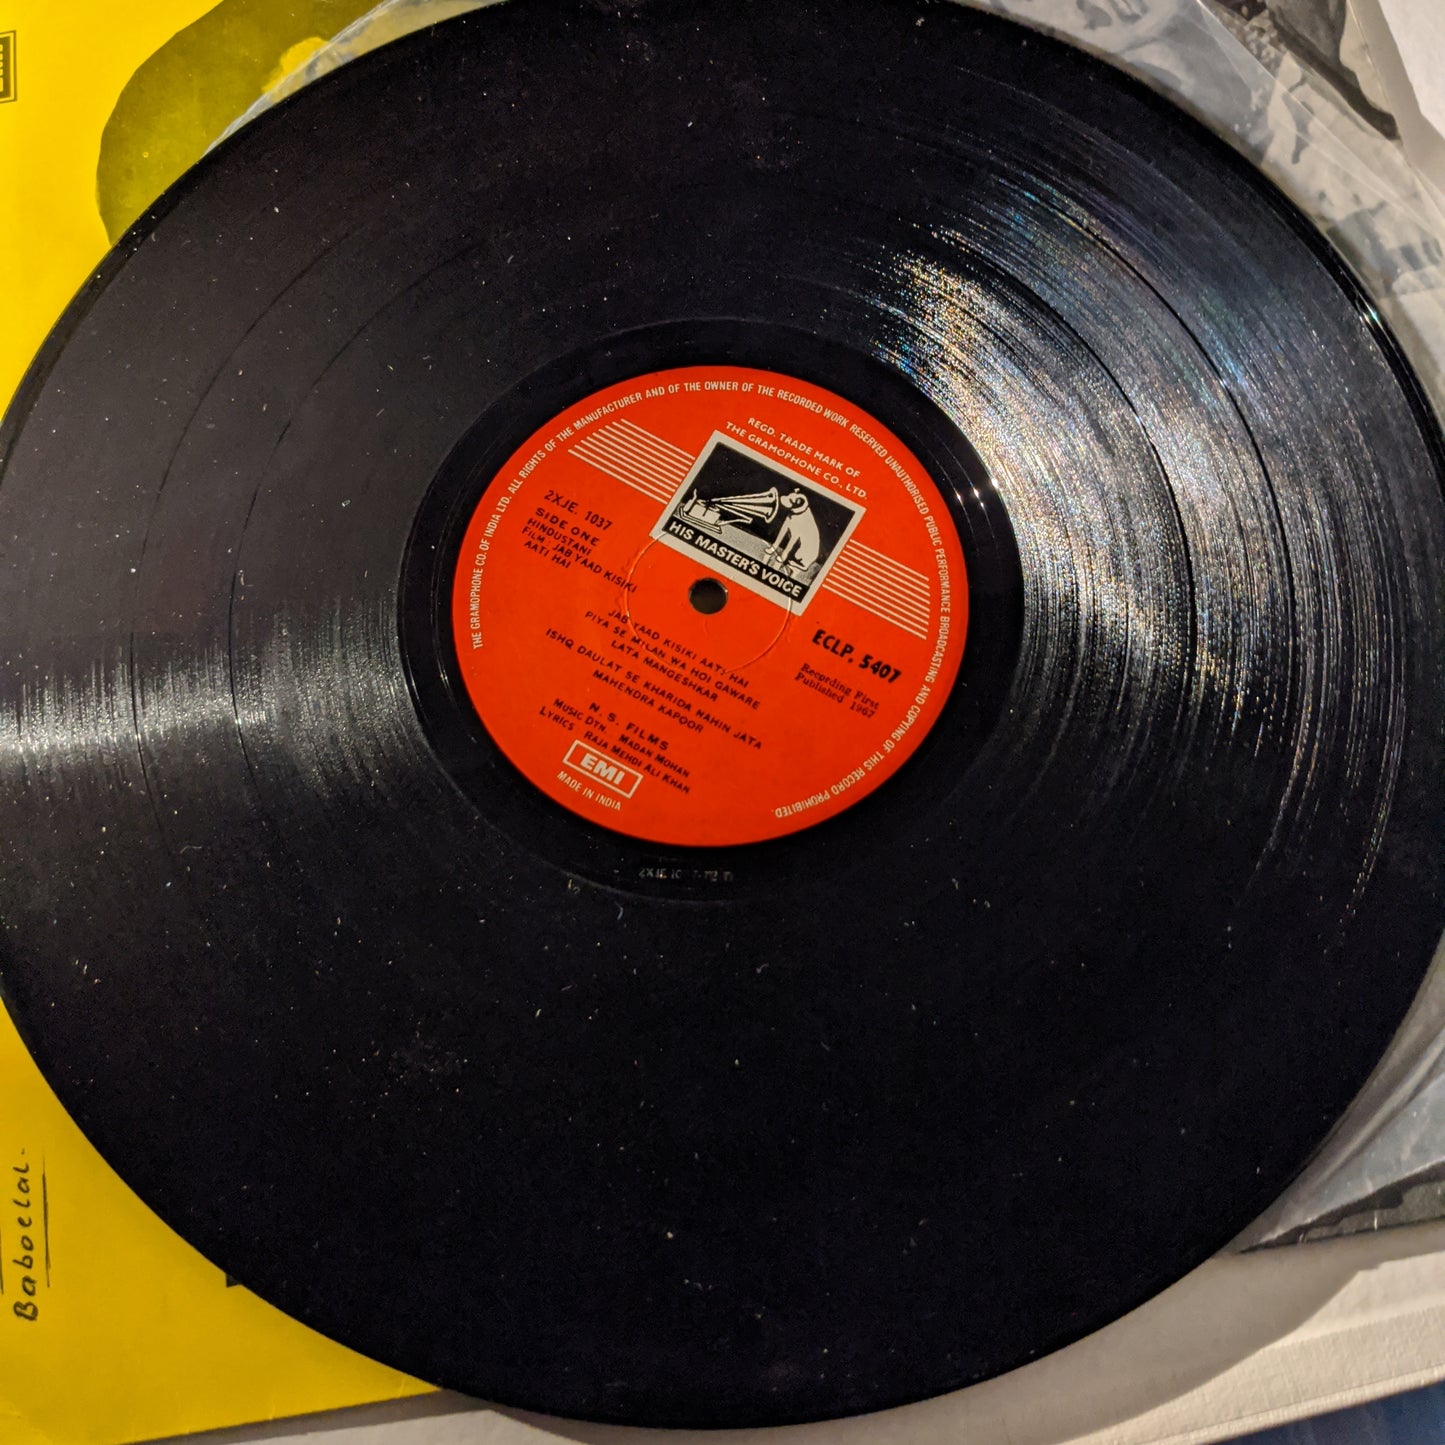 THE GRAMOPHONE CO. OF INDIA LTD. ALL RIGHTS OF THE MANUFACTURER AND OF THE OWNER OF THE RECORDED WORK RESERVED UNAUTHORISED PUBLIC PERFORMANCE BROADCASTING AND COPYING OF THIS RECORD PROHIBITED
REGD. TRADE MARK OF
THE GRAMOPHONE CO., LTD.
HIS MASTER'S VOICE
2XJE. 1037
SIDE ONE
HINDUSTANI
FILM : JAB YAAD KISIKI
AATI HAI
ECLP. 5407
Recording First
Published 1967
JAB YAAD KISIKI AATI HAI
PIYA SE MILAN WA HOI GAWARE
LATA MANGESHKAR
ISHQ DAULAT SE KHARIDA NAHIN JATA
MAHENDRA KAPOOR
N. S. FILMS
MUSIC DTN. MADAN MOHAN
LYRICS RAJA MEHDI ALI KHAN
EMI
MADE IN INDIA
Baboelal.